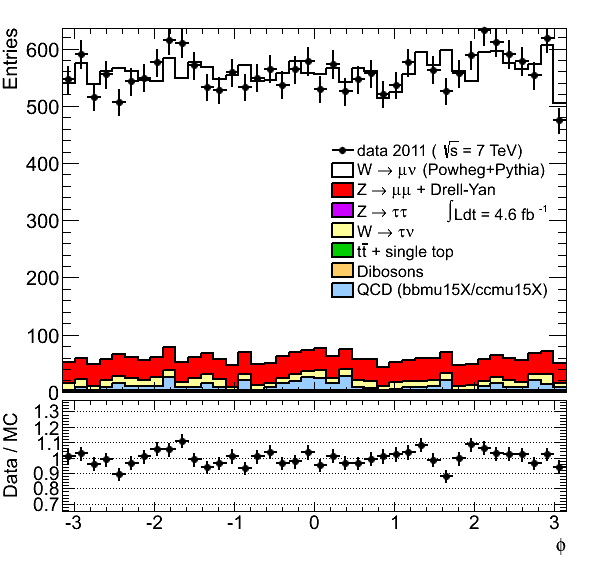 Entries
600
500
400
300
200
100
0
data 2011 ( √s = 7 TeV)
W → μν (Powheg+Pythia)
Z → μμ + Drell-Yan
Z → ττ
∫Ldt = 4.6 fb⁻¹
W → τν
tt̄ + single top
Dibosons
QCD (bbmu15X/ccmu15X)
Data / MC
1.3
1.2
1.1
1
0.9
0.8
0.7
-3 -2 -1 0 1 2 3
ϕ